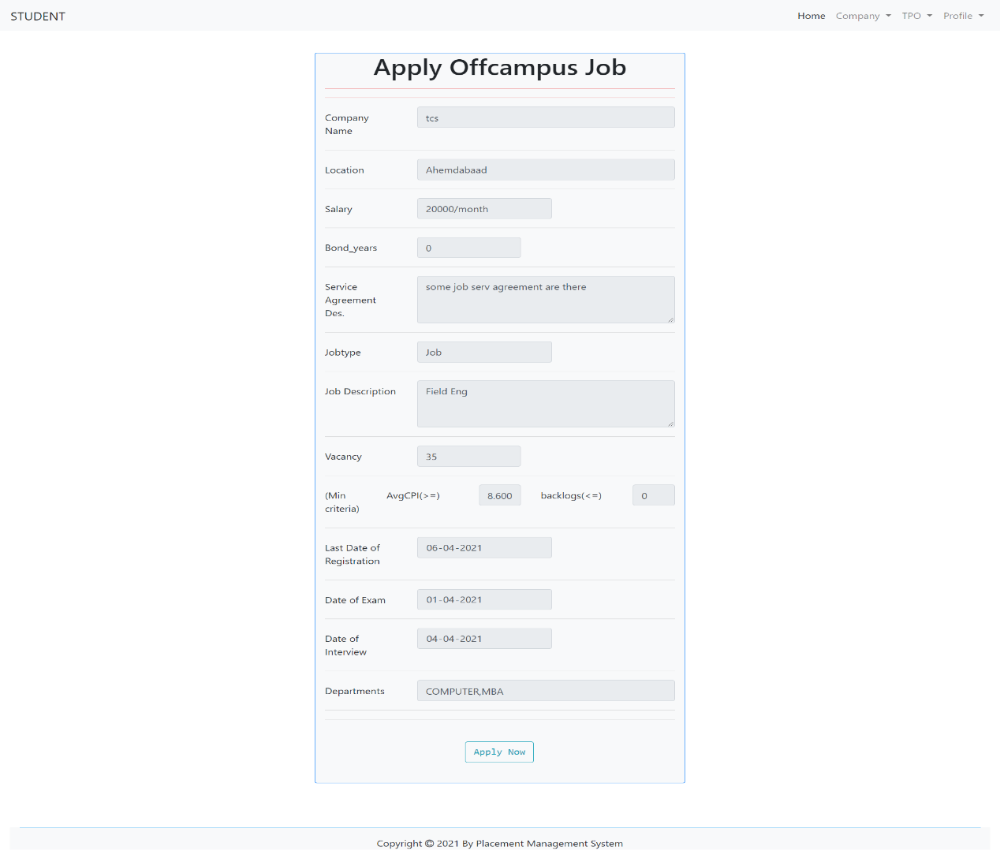 STUDENT
Home Company TPO Profile
Apply Offcampus Job
Company Name
tcs
Location
Ahemdabaad
Salary
20000/month
Bond_years
0
Service
Agreement
Des.
some job serv agreement are there
Jobtype
Job
Job Description
Field Eng
Vacancy
35
(Min criteria)
AvgCPI(>=)
8.600
backlogs(<=)
0
Last Date of
Registration
06-04-2021
Date of Exam
01-04-2021
Date of
Interview
04-04-2021
Departments
COMPUTER,MBA
Apply Now
Copyright © 2021 By Placement Management System